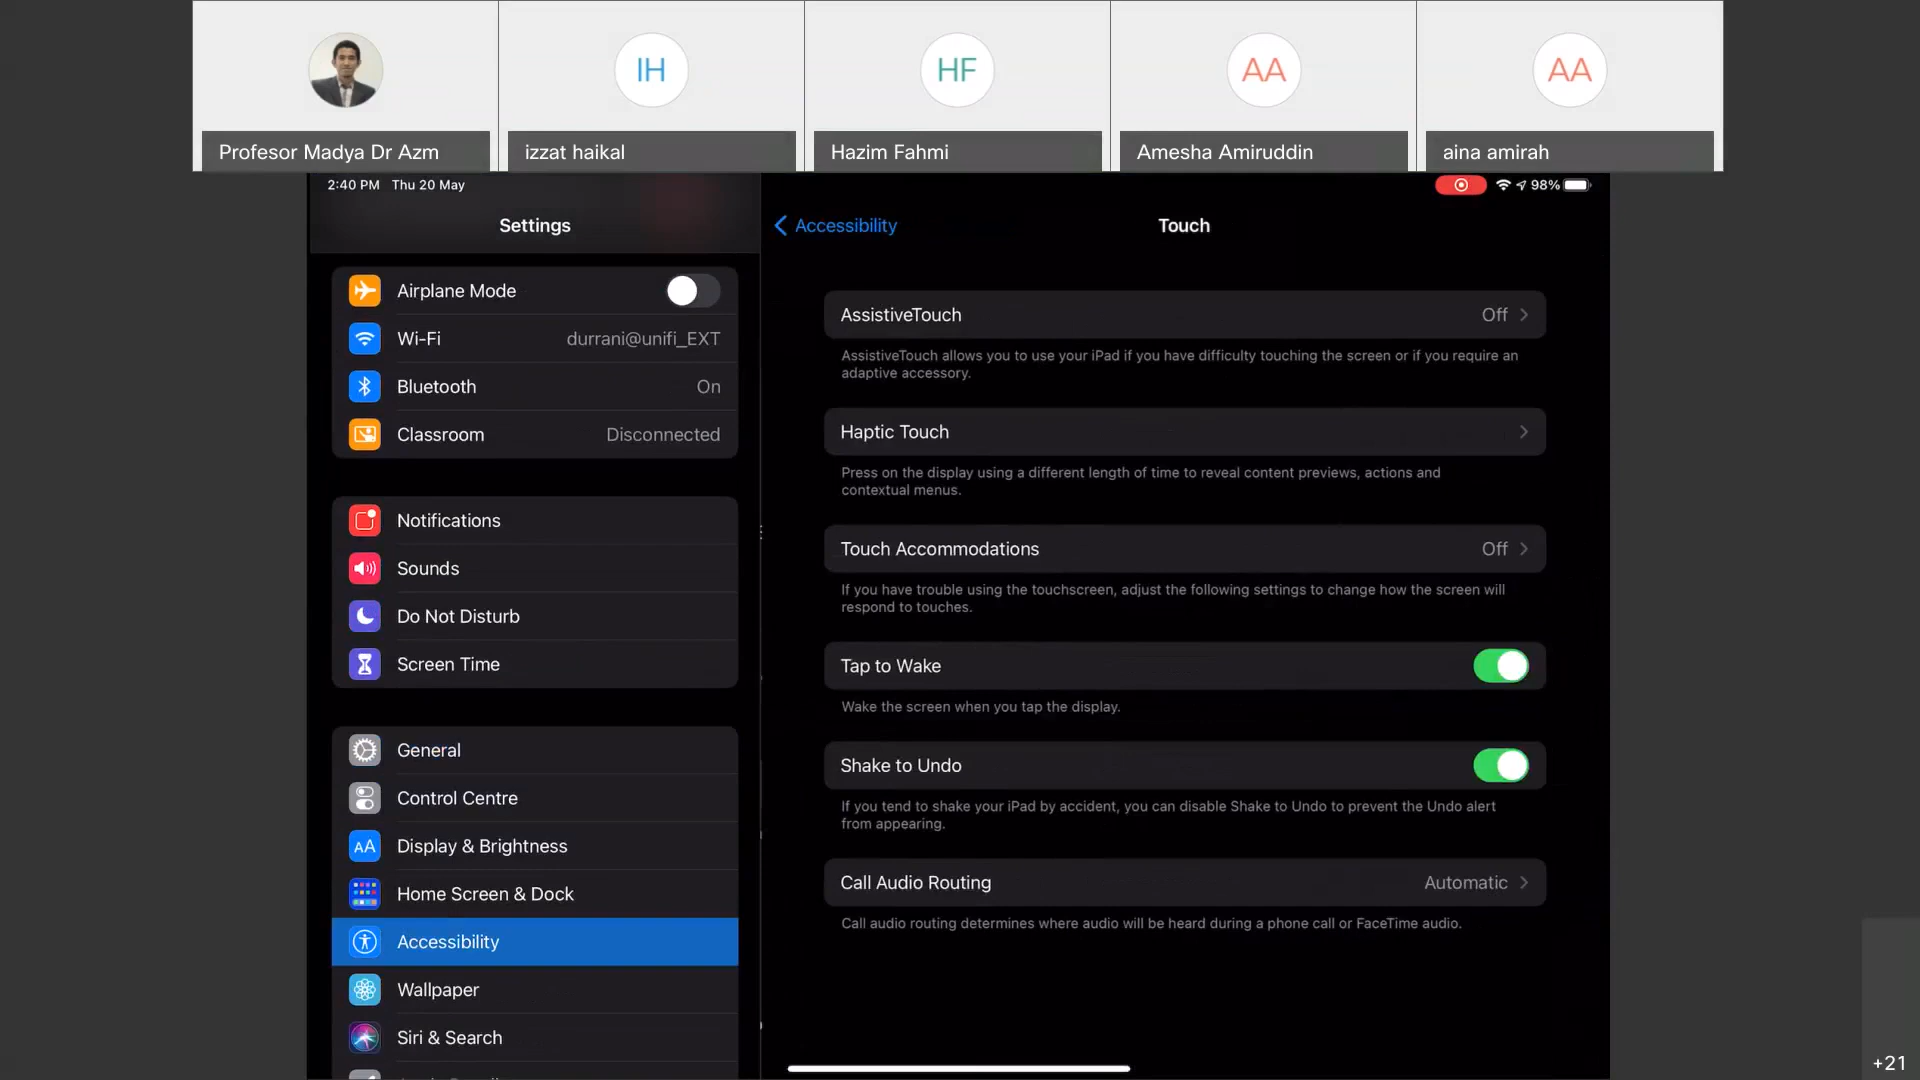 IH
HF
AA
AA
Profesor Madya Dr Azm
izzat haikal
Hazim Fahmi
Amesha Amiruddin
aina amirah
2:40 PM Thu 20 May
98%
Settings
Accessibility
Touch
Airplane Mode
Wi-Fi durrani@unifi_EXT
Bluetooth On
Classroom Disconnected
Notifications
Sounds
Do Not Disturb
Screen Time
General
Control Centre
AA Display & Brightness
Home Screen & Dock
Accessibility
Wallpaper
Siri & Search
AssistiveTouch Off
AssistiveTouch allows you to use your iPad if you have difficulty touching the screen or if you require an
adaptive accessory.
Haptic Touch
Press on the display using a different length of time to reveal content previews, actions and
contextual menus.
Touch Accommodations Off
If you have trouble using the touchscreen, adjust the following settings to change how the screen will
respond to touches.
Tap to Wake
Wake the screen when you tap the display.
Shake to Undo
If you tend to shake your iPad by accident, you can disable Shake to Undo to prevent the Undo alert
from appearing.
Call Audio Routing Automatic
Call audio routing determines where audio will be heard during a phone call or FaceTime audio.
+21